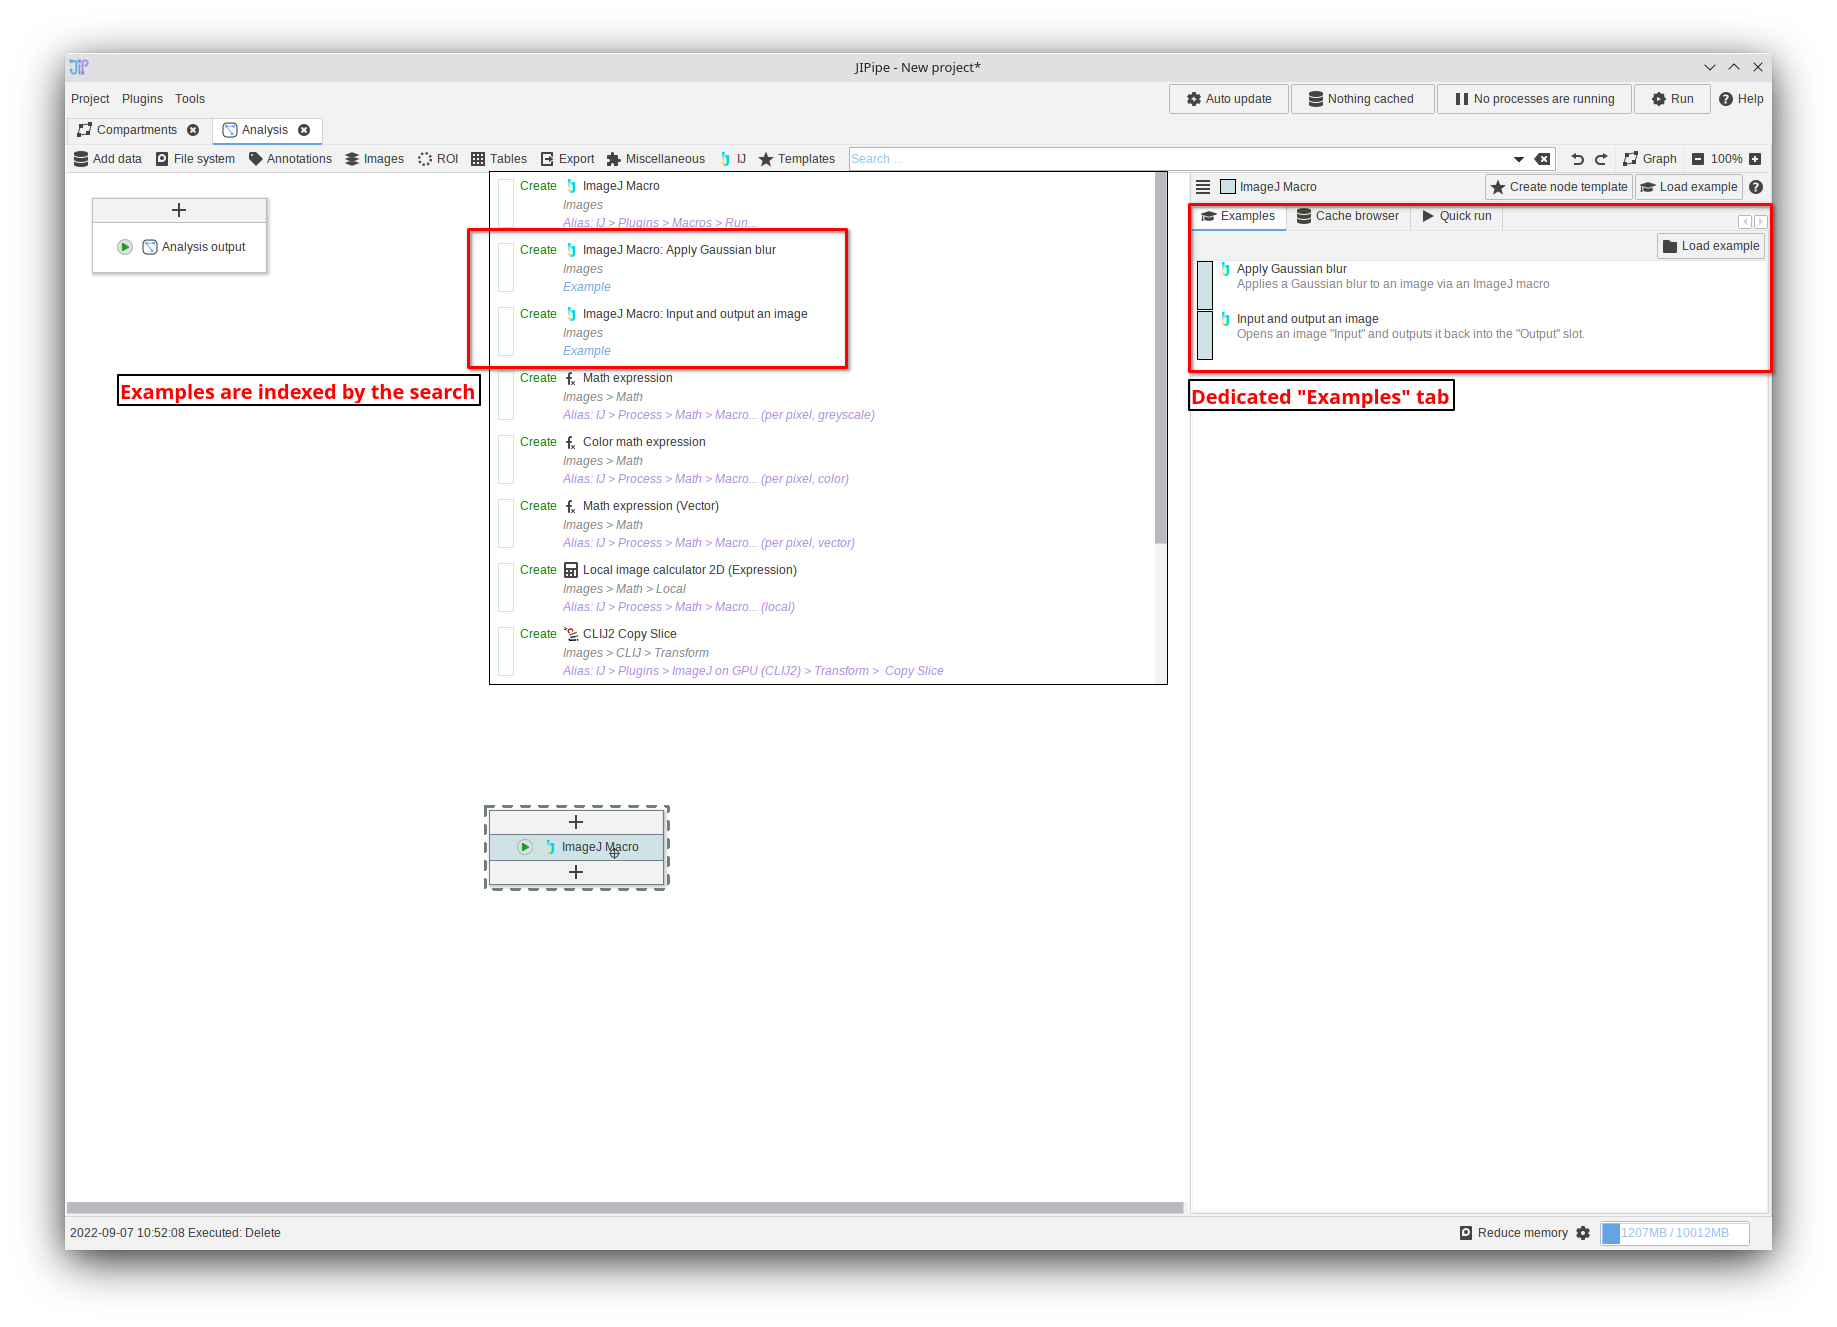 JIPipe - New project*
Project Plugins Tools
Auto update Nothing cached No processes are running Run Help
Compartments Analysis
Add data File system Annotations Images ROI Tables Export Miscellaneous IJ Templates Search ... Graph 100%
Analysis output
Create ImageJ Macro
Images
Alias: IJ > Plugins > Macros > Run...
Create ImageJ Macro: Apply Gaussian blur
Images
Example
Create ImageJ Macro: Input and output an image
Images
Example
Create Math expression
Images > Math
Alias: IJ > Process > Math > Macro... (per pixel, greyscale)
Create Color math expression
Images > Math
Alias: IJ > Process > Math > Macro... (per pixel, color)
Create Math expression (Vector)
Images > Math
Alias: IJ > Process > Math > Macro... (per pixel, vector)
Create Local image calculator 2D (Expression)
Images > Math > Local
Alias: IJ > Process > Math > Macro... (local)
Create CLIJ2 Copy Slice
Images > CLIJ > Transform
Alias: IJ > Plugins > ImageJ on GPU (CLIJ2) > Transform > Copy Slice
Examples are indexed by the search
ImageJ Macro
ImageJ Macro Create node template Load example
Examples Cache browser Quick run
Load example
Apply Gaussian blur
Applies a Gaussian blur to an image via an ImageJ macro
Input and output an image
Opens an image "Input" and outputs it back into the "Output" slot.
Dedicated "Examples" tab
2022-09-07 10:52:08 Executed: Delete
Reduce memory 1207MB / 10012MB